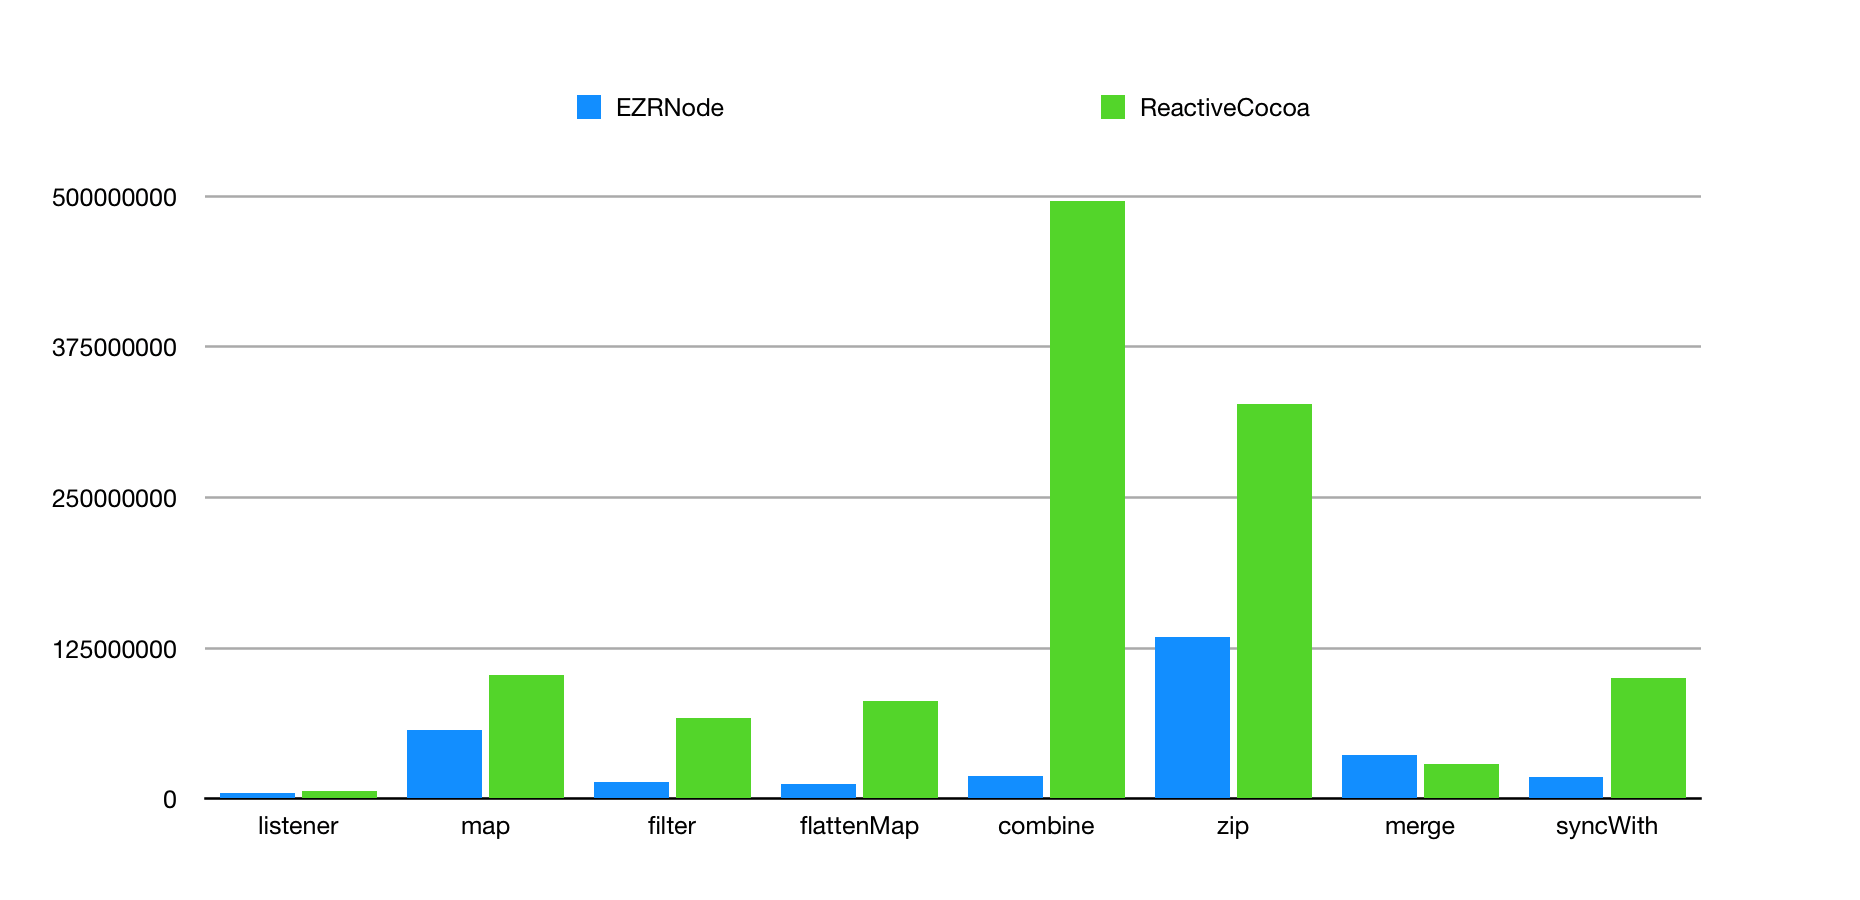 EZRNode ReactiveCocoa
500000000
375000000
250000000
125000000
0
listener map filter flattenMap combine zip merge syncWith